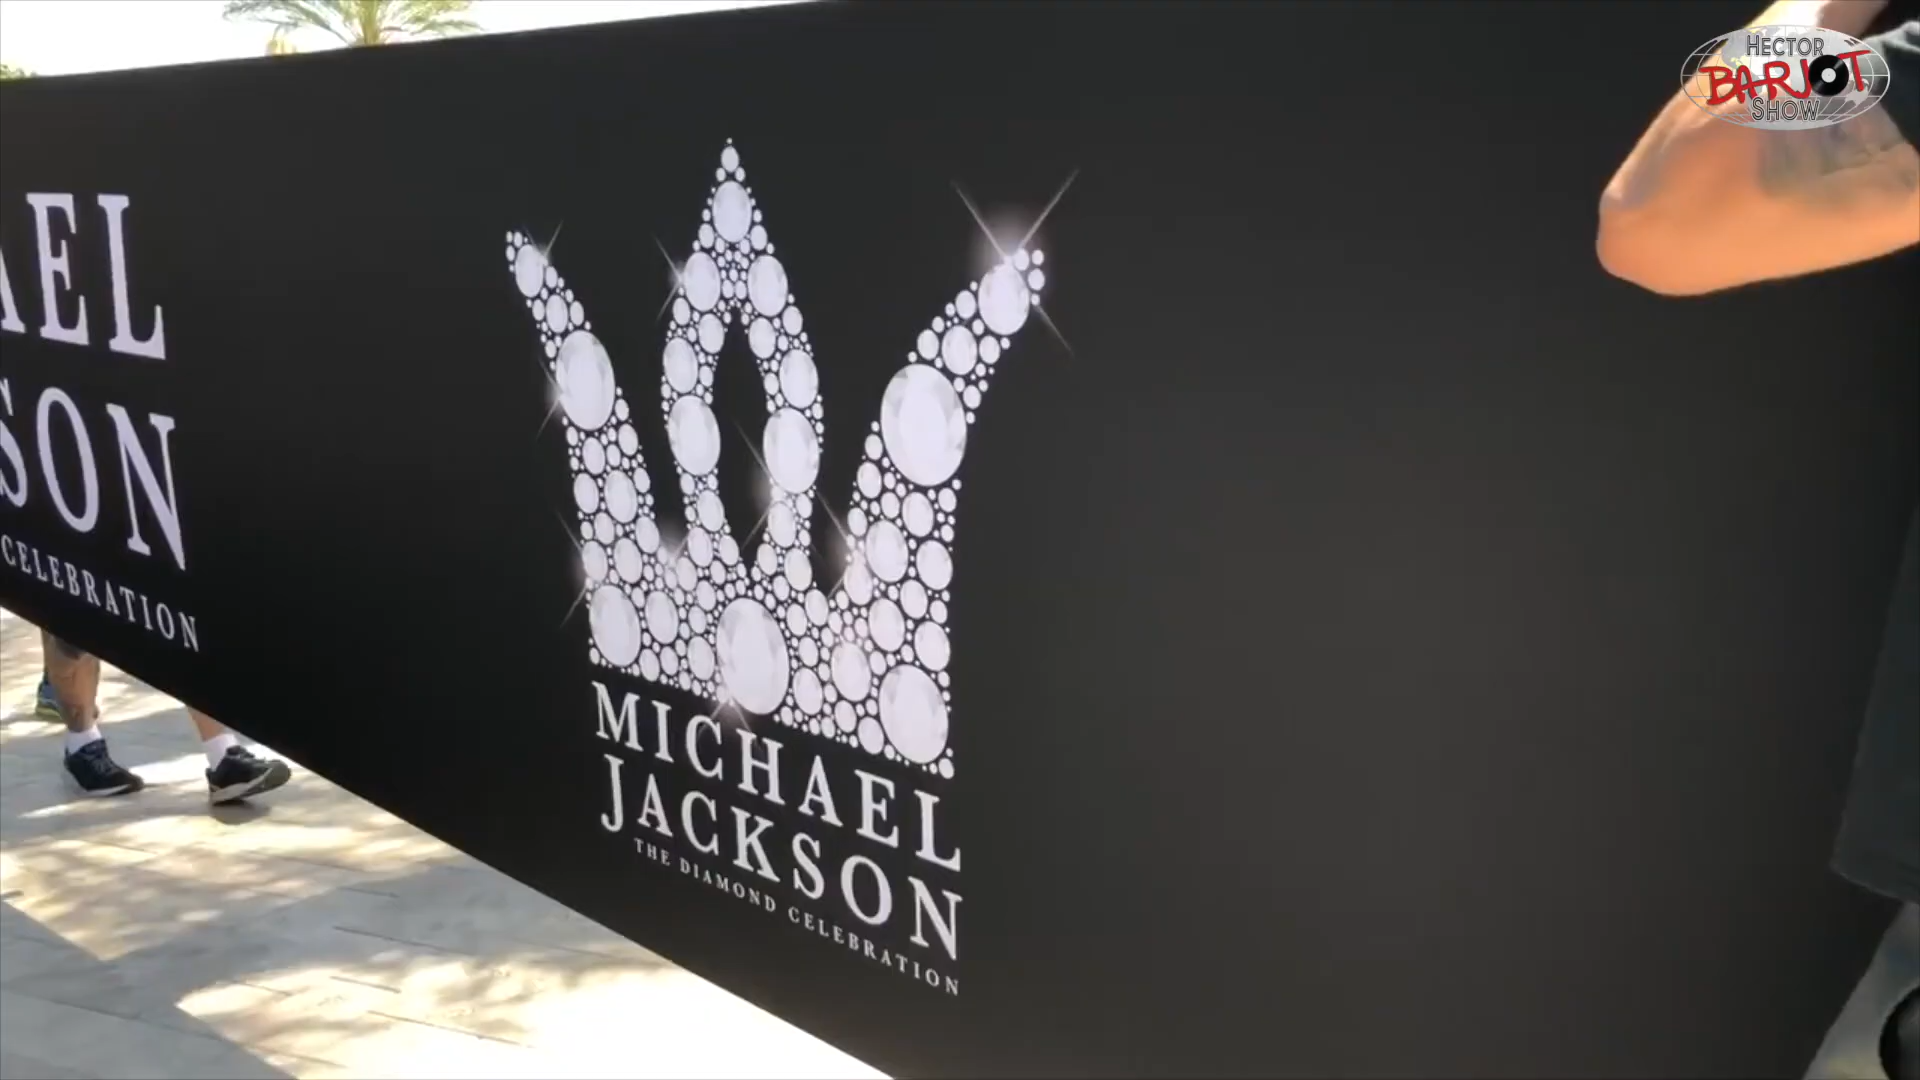 HECTOR
BARJOT
SHOW
AEL
SON
CELEBRATION
MICHAEL
JACKSON
THE DIAMOND CELEBRATION